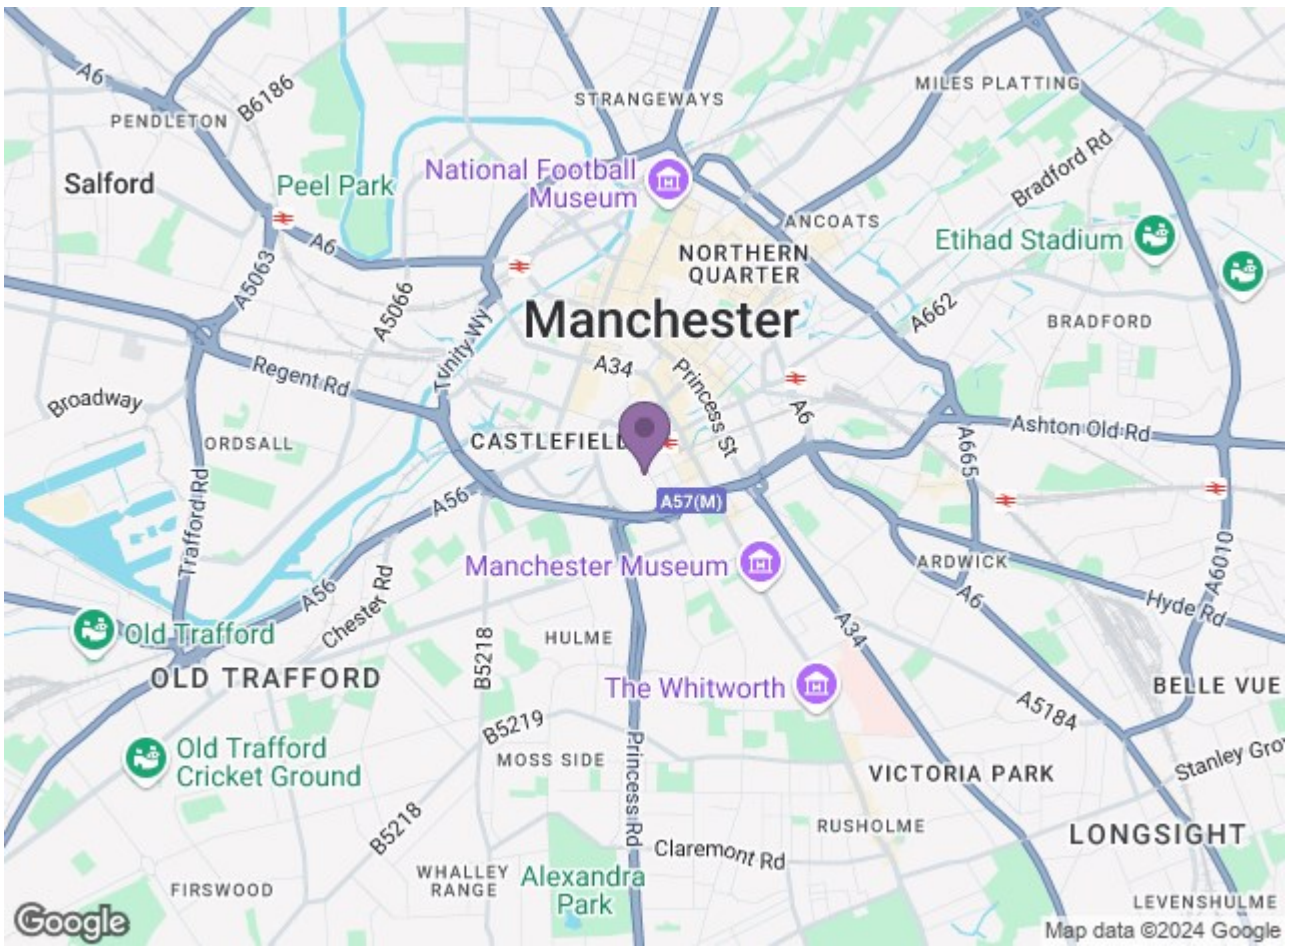 A6
B6186
STRANGEWAYS
MILES PLATTING
PENDLETON
Salford
Peel Park
National Football
Museum
Bradford Rd
ANCOATS
A6
NORTHERN
QUARTER
Etihad Stadium
A5063
A5066
Manchester
A662
BRADFORD
Trinity Wy
A34
Princess St
Regent Rd
Broadway
A6
ORDSALL
CASTLEFIELD
Ashton Old Rd
A665
A56
A57(M)
Trafford Rd
Manchester Museum
ARDWICK
A6010
A56
Chester Rd
A6
Hyde Rd
Old Trafford
B5218
HULME
A34
OLD TRAFFORD
The Whitworth
BELLE VUE
A5184
B5219
Old Trafford
Cricket Ground
MOSS SIDE
Princess Rd
VICTORIA PARK
Stanley Gro
B5218
RUSHOLME
LONGSIGHT
Claremont Rd
FIRSWOOD
WHALLEY
RANGE
Alexandra
Park
LEVENSHULME
Google
Map data ©2024 Google